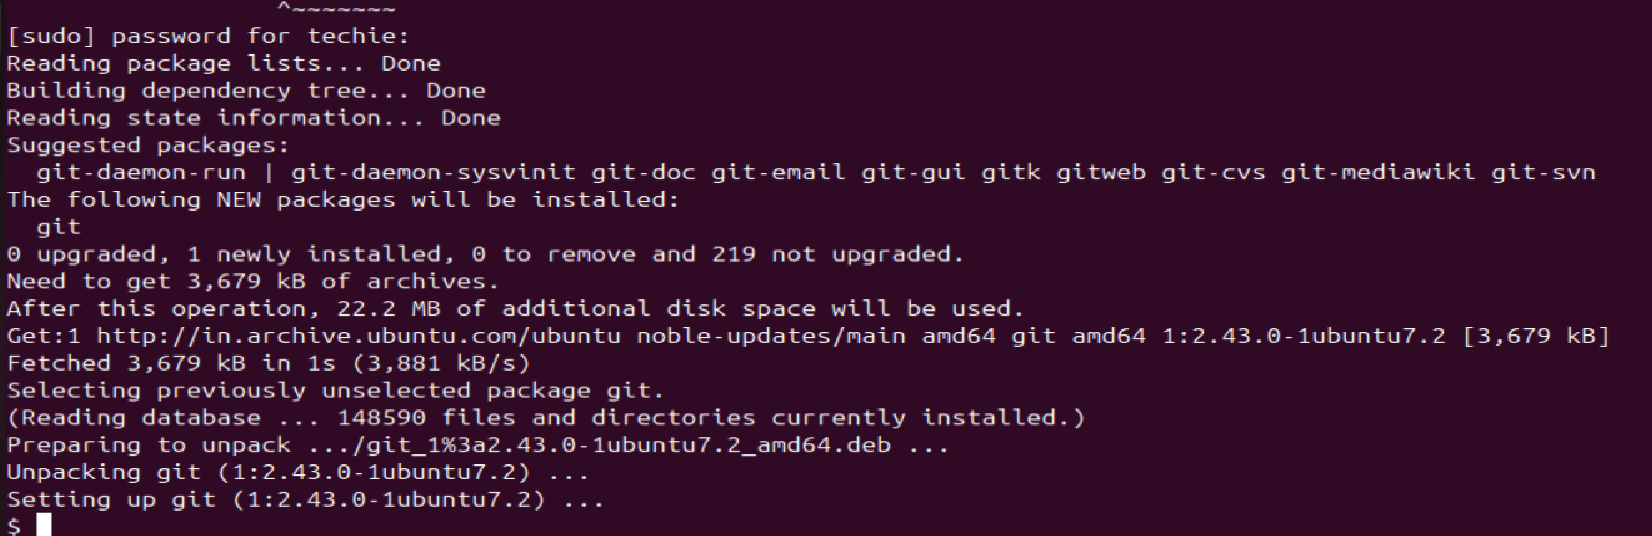 ^~~~~~~~
[sudo] password for techie:
Reading package lists... Done
Building dependency tree... Done
Reading state information... Done
Suggested packages:
  git-daemon-run | git-daemon-sysvinit git-doc git-email git-gui gitk gitweb git-cvs git-mediawiki git-svn
The following NEW packages will be installed:
  git
0 upgraded, 1 newly installed, 0 to remove and 219 not upgraded.
Need to get 3,679 kB of archives.
After this operation, 22.2 MB of additional disk space will be used.
Get:1 http://in.archive.ubuntu.com/ubuntu noble-updates/main amd64 git amd64 1:2.43.0-1ubuntu7.2 [3,679 kB]
Fetched 3,679 kB in 1s (3,881 kB/s)
Selecting previously unselected package git.
(Reading database ... 148590 files and directories currently installed.)
Preparing to unpack .../git_1%3a2.43.0-1ubuntu7.2_amd64.deb ...
Unpacking git (1:2.43.0-1ubuntu7.2) ...
Setting up git (1:2.43.0-1ubuntu7.2) ...
$